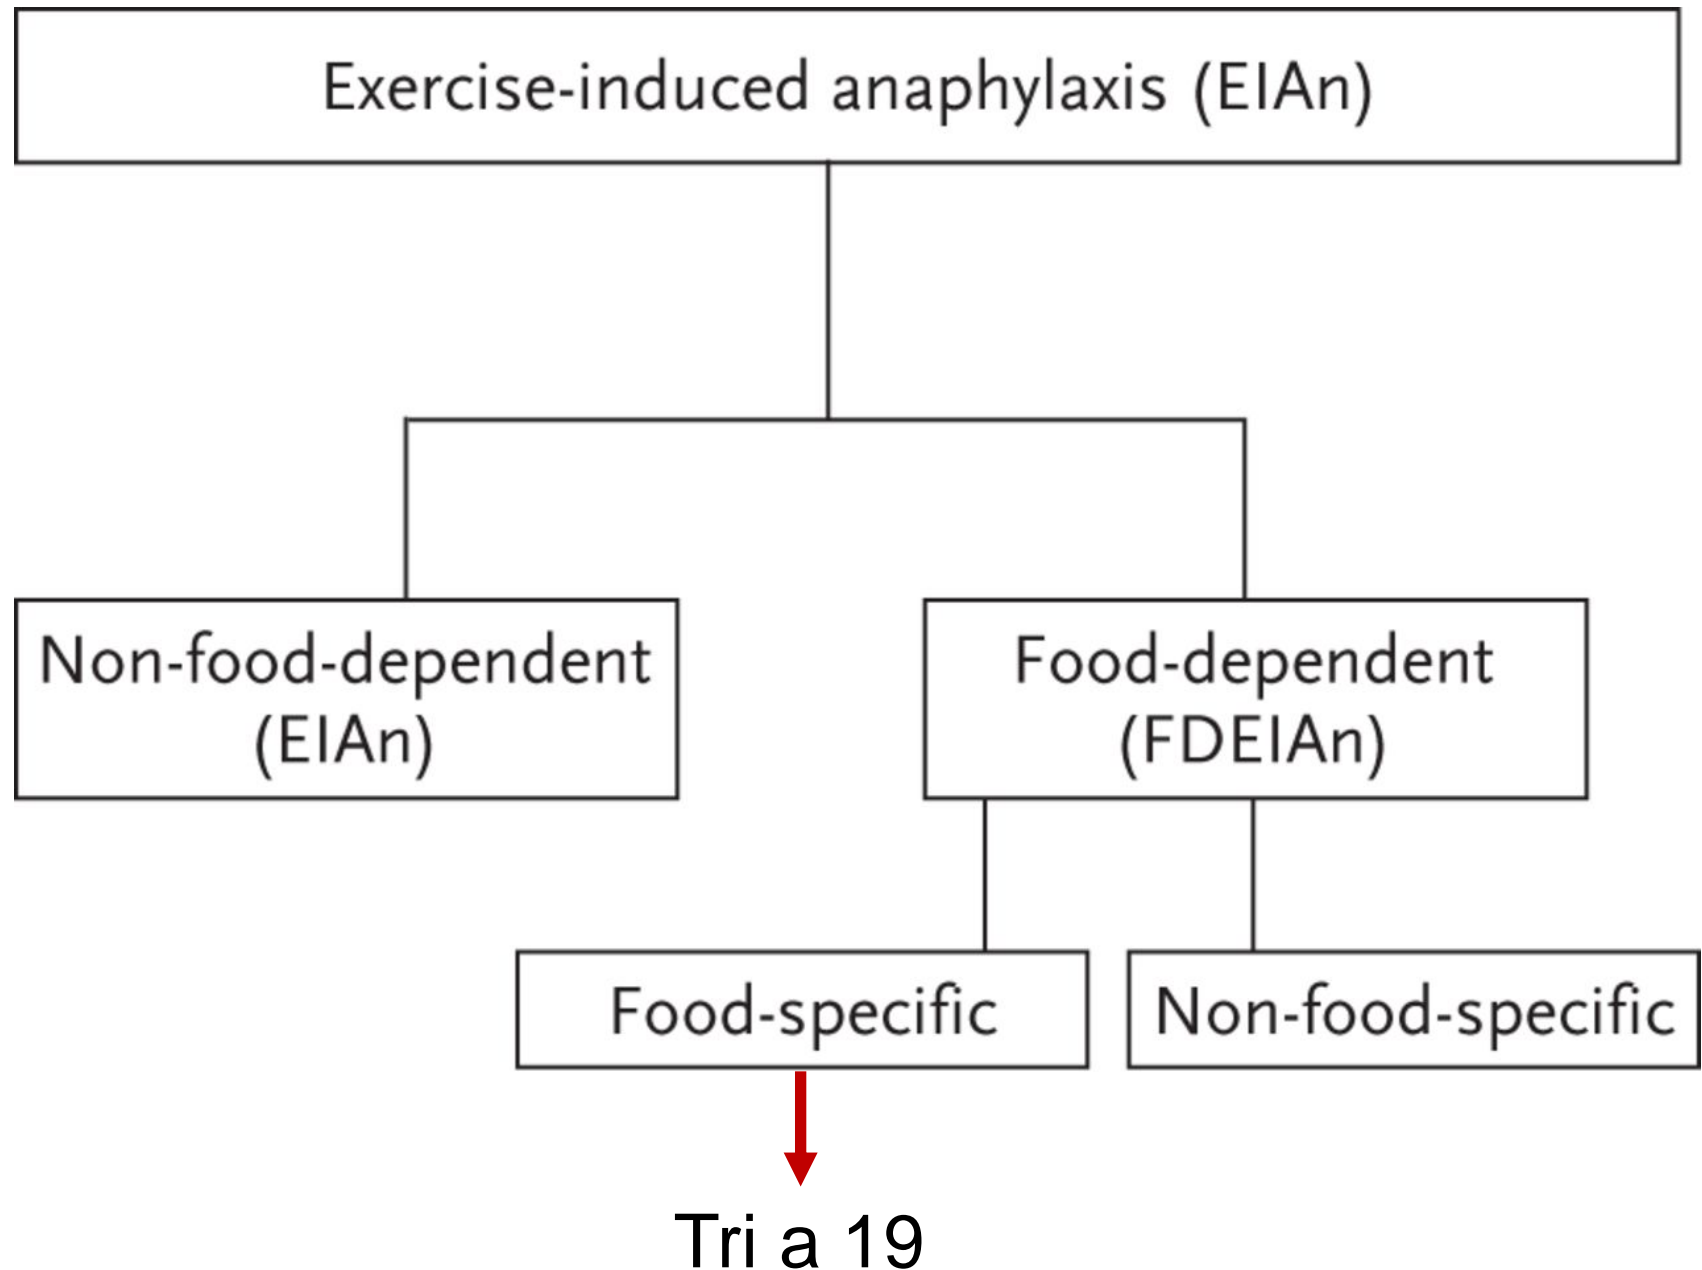 Exercise-induced anaphylaxis (EIAn)
Non-food-dependent
(EIAn)
Food-dependent
(FDEIAn)
Food-specific
Non-food-specific
Tri a 19